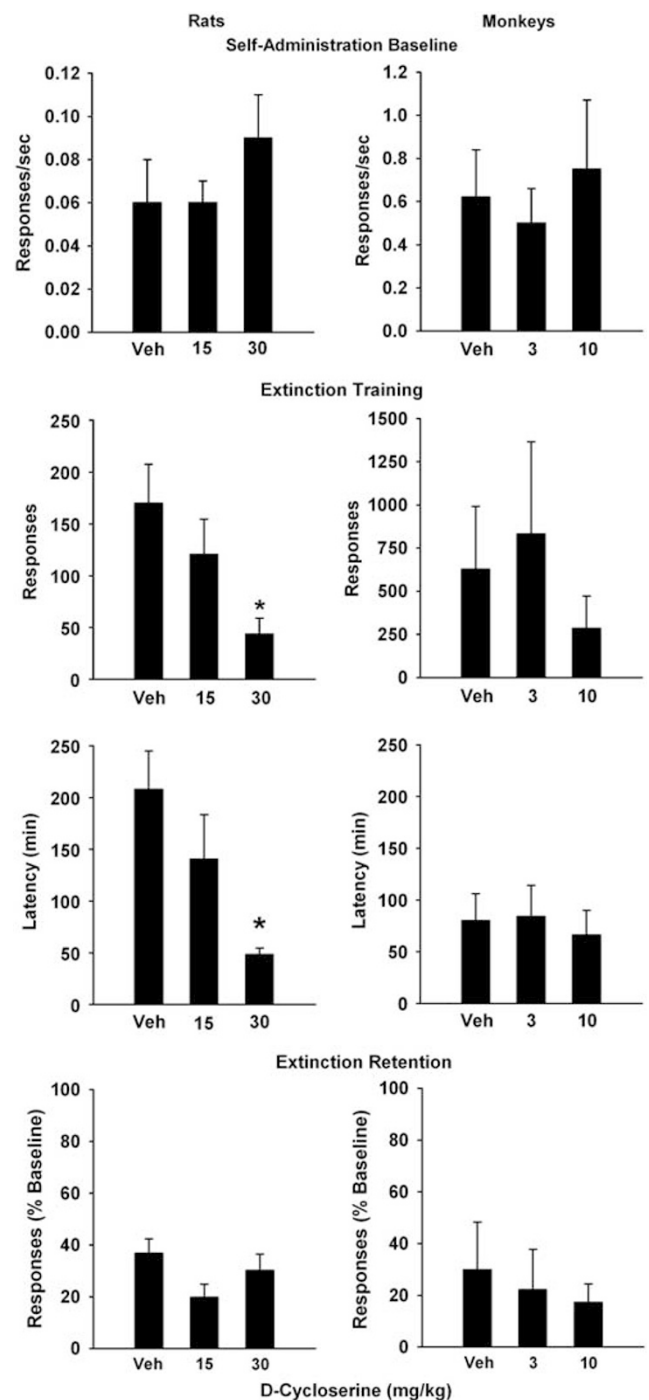 Rats Monkeys
Self-Administration Baseline
Responses/sec
0.12
0.10
0.08
0.06
0.04
0.02
0.00
Veh 15 30
Responses/sec
1.2
1.0
0.8
0.6
0.4
0.2
0.0
Veh 3 10
Extinction Training
Responses
250
200
150
100
50
0
*
Veh 15 30
Responses
1500
1250
1000
750
500
250
0
Veh 3 10
Latency (min)
250
200
150
100
50
0
*
Veh 15 30
Latency (min)
250
200
150
100
50
0
Veh 3 10
Extinction Retention
Responses (% Baseline)
100
80
60
40
20
0
Veh 15 30
Responses (% Baseline)
100
80
60
40
20
0
Veh 3 10
D-Cycloserine (mg/kg)